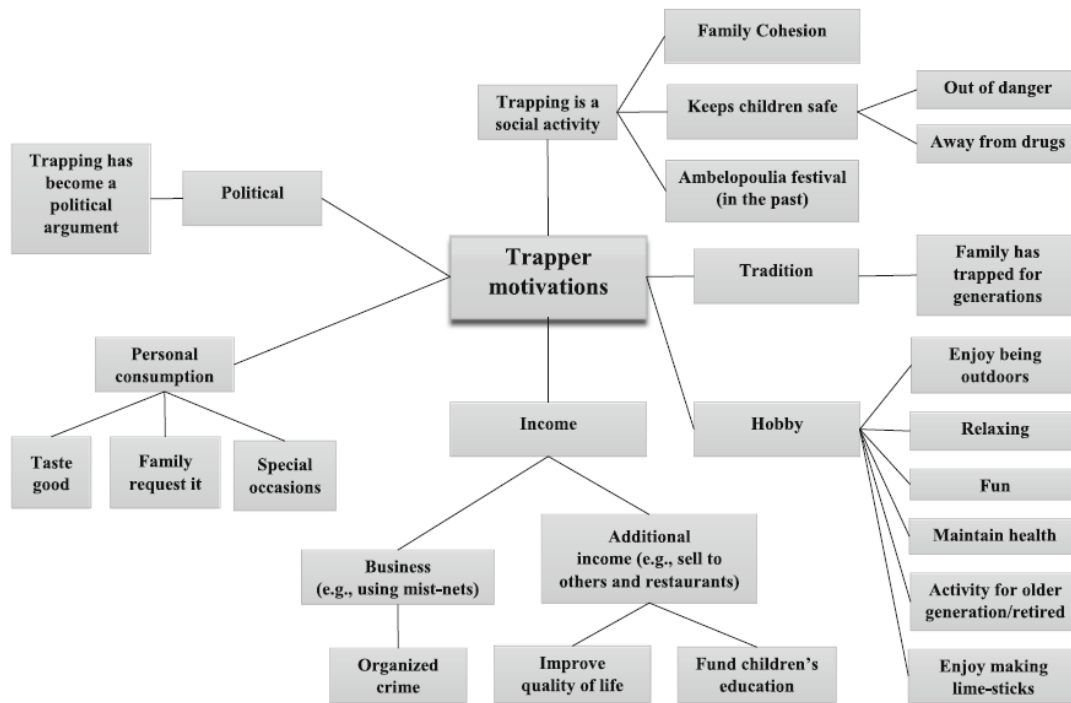 Family Cohesion
Trapping is a
social activity
Keeps children safe
Out of danger
Away from drugs
Ambelopoulia festival
(in the past)
Trapping has
become a
political
argument
Political
Trapper
motivations
Tradition
Family has
trapped for
generations
Personal
consumption
Taste
good
Family
request it
Special
occasions
Income
Business
(e.g., using mist-nets)
Organized
crime
Additional
income (e.g., sell to
others and restaurants)
Improve
quality of life
Fund children's
education
Hobby
Enjoy being
outdoors
Relaxing
Fun
Maintain health
Activity for older
generation/retired
Enjoy making
lime-sticks